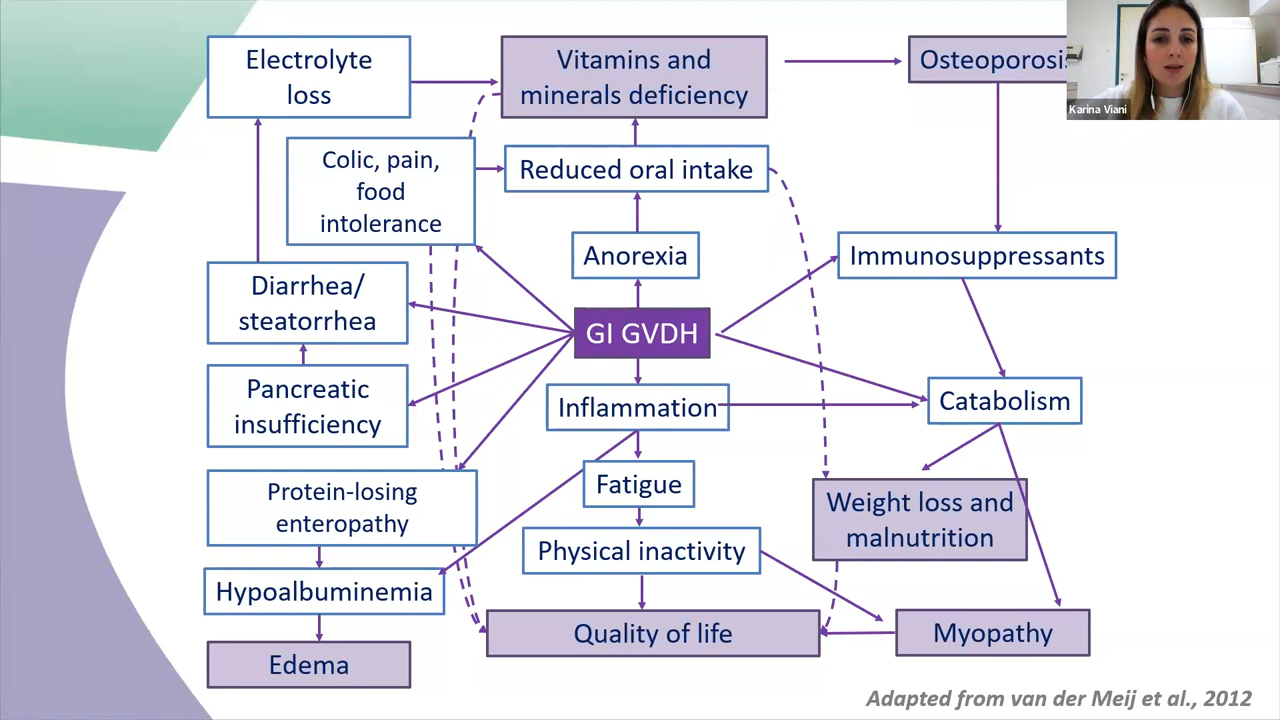 Electrolyte
loss
Vitamins and
minerals deficiency
Osteoporosis
Karina Viani
Colic, pain,
food
intolerance
Reduced oral intake
Anorexia
Immunosuppressants
Diarrhea/
steatorrhea
GI GVDH
Pancreatic
insufficiency
Inflammation
Catabolism
Protein-losing
enteropathy
Fatigue
Weight loss and
malnutrition
Physical inactivity
Hypoalbuminemia
Quality of life
Myopathy
Edema
Adapted from van der Meij et al., 2012